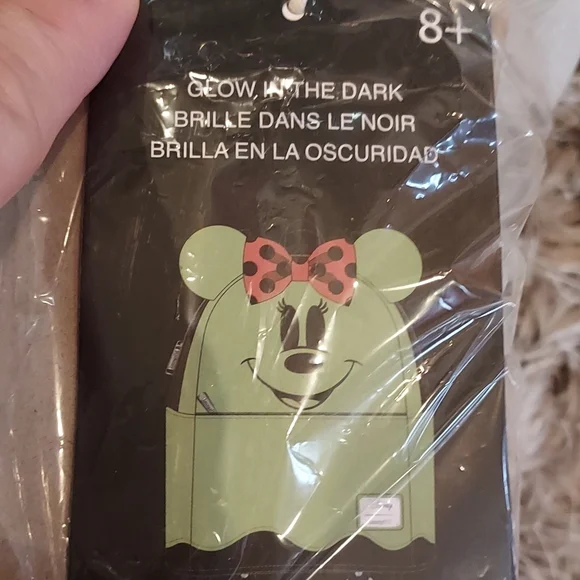 8+
GLOW IN THE DARK
BRILLE DANS LE NOIR
BRILLA EN LA OSCURIDAD